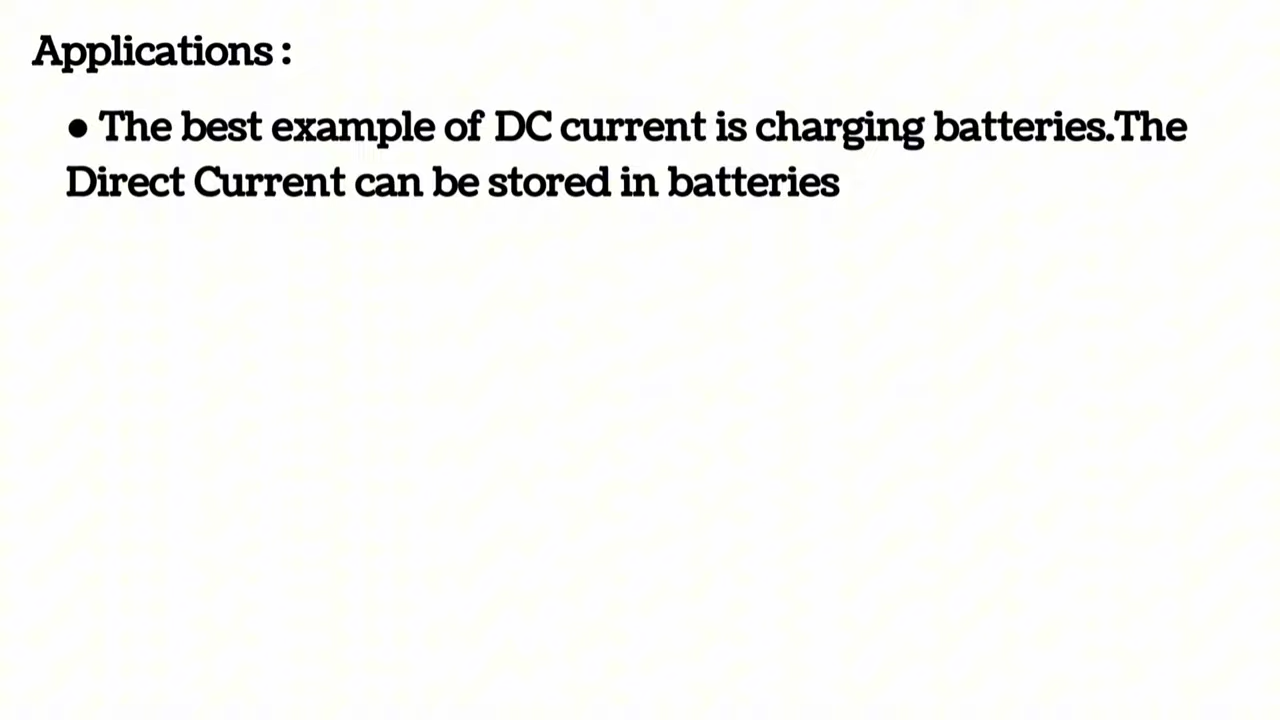 Applications :
● The best example of DC current is charging batteries.The
Direct Current can be stored in batteries